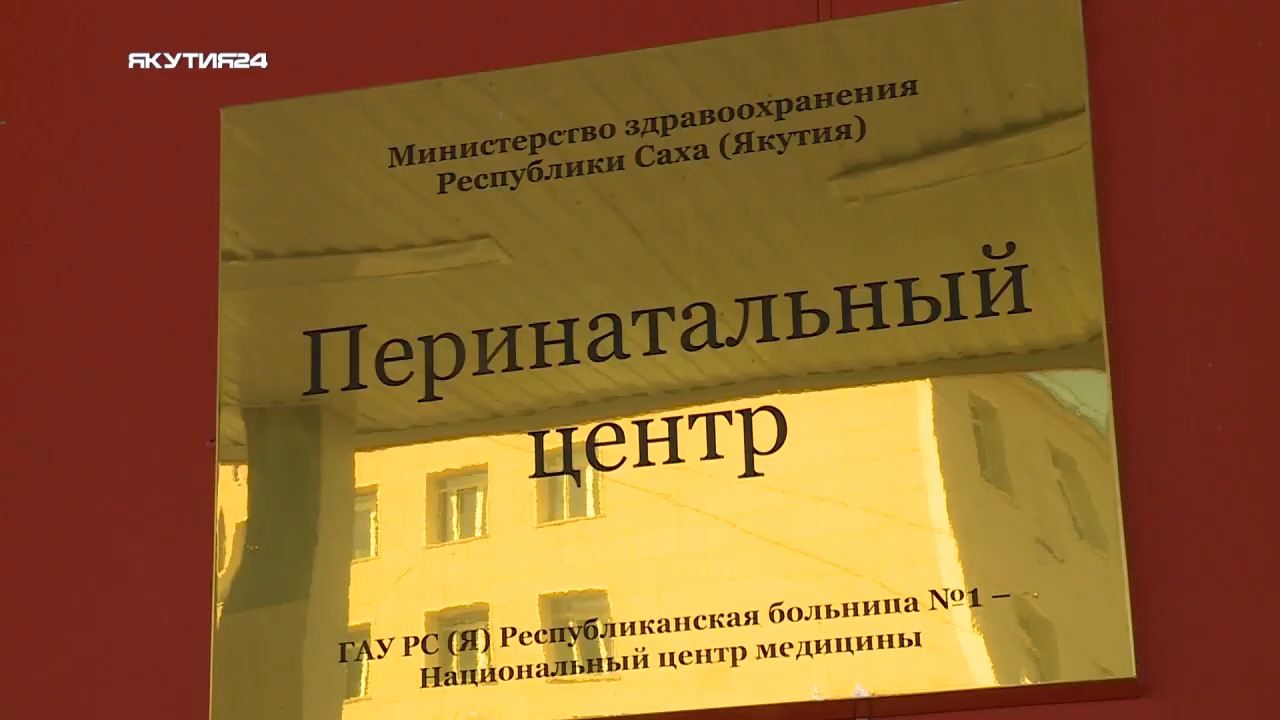 ЯКУТИЯ24
Министерство здравоохранения
Республики Саха (Якутия)
Перинатальный
центр
ГАУ РС (Я) Республиканская больница №1 –
Национальный центр медицины